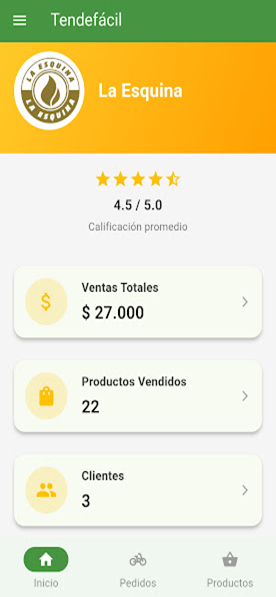 Tendefácil
LA ESQUINA
LA ESQUINA
La Esquina
4.5 / 5.0
Calificación promedio
Ventas Totales
$
$ 27.000
Productos Vendidos
22
Clientes
3
Inicio
Pedidos
Productos